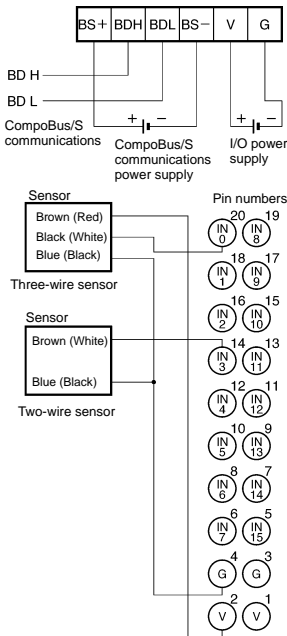 BS+ BDH BDL BS− V G
BD H
BD L
+ −
+ −
CompoBus/S
communications
CompoBus/S
communications
power supply
I/O power
supply
Sensor
Brown (Red)
Black (White)
Blue (Black)
Three-wire sensor
Sensor
Brown (White)
Blue (Black)
Two-wire sensor
Pin numbers
20 19
IN 0 IN 8
18 17
IN 1 IN 9
16 15
IN 2 IN 10
14 13
IN 3 IN 11
12 11
IN 4 IN 12
10 9
IN 5 IN 13
8 7
IN 6 IN 14
6 5
IN 7 IN 15
4 3
G G
2 1
V V